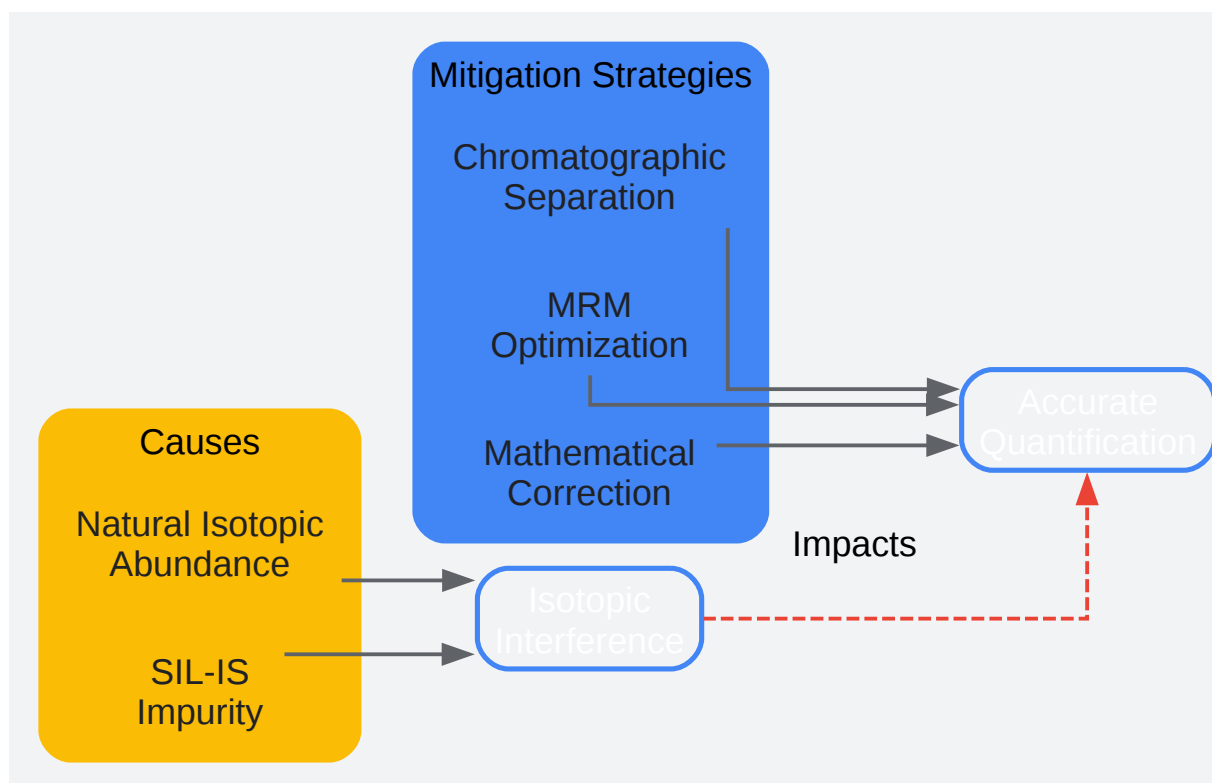 Mitigation Strategies
Chromatographic
Separation
MRM
Optimization
Mathematical
Correction
Accurate
Quantification
Causes
Natural Isotopic
Abundance
SIL-IS
Impurity
Isotopic
Interference
Impacts